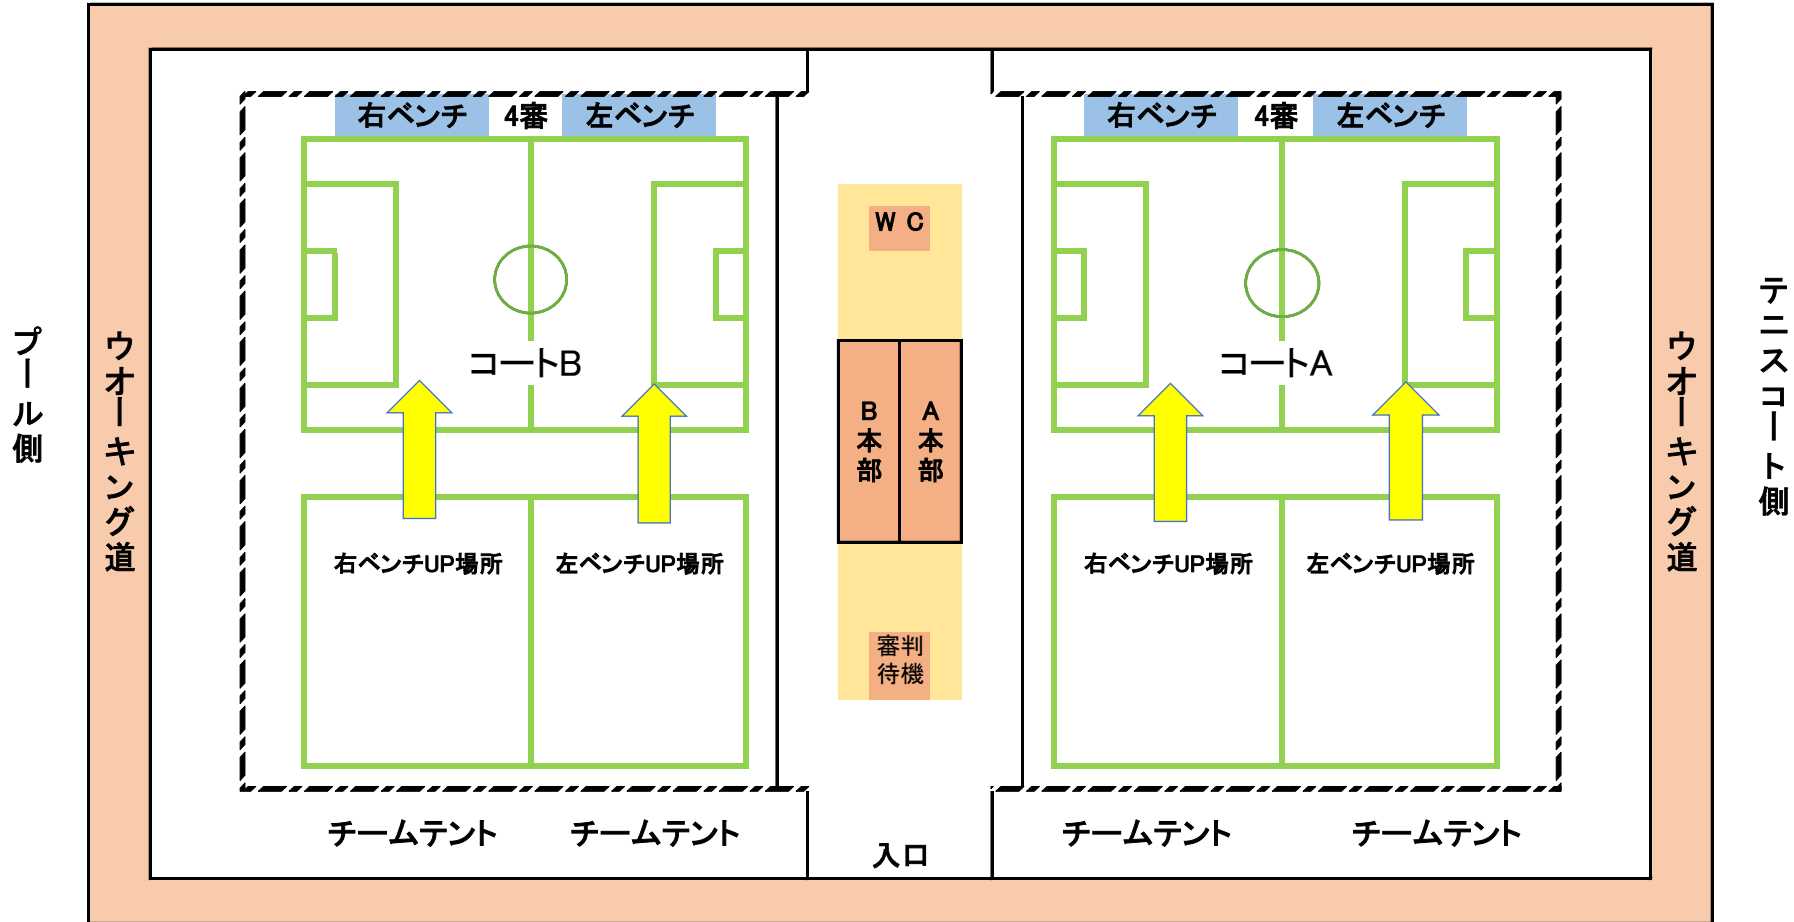 右ベンチ
4審
左ベンチ
右ベンチ
4審
左ベンチ
ＷＣ
プール側
ウオーキング道
コートB
B本部
A本部
コートA
ウオーキング道
テニスコート側
右ベンチUP場所
左ベンチUP場所
右ベンチUP場所
左ベンチUP場所
審判
待機
チームテント
チームテント
入口
チームテント
チームテント